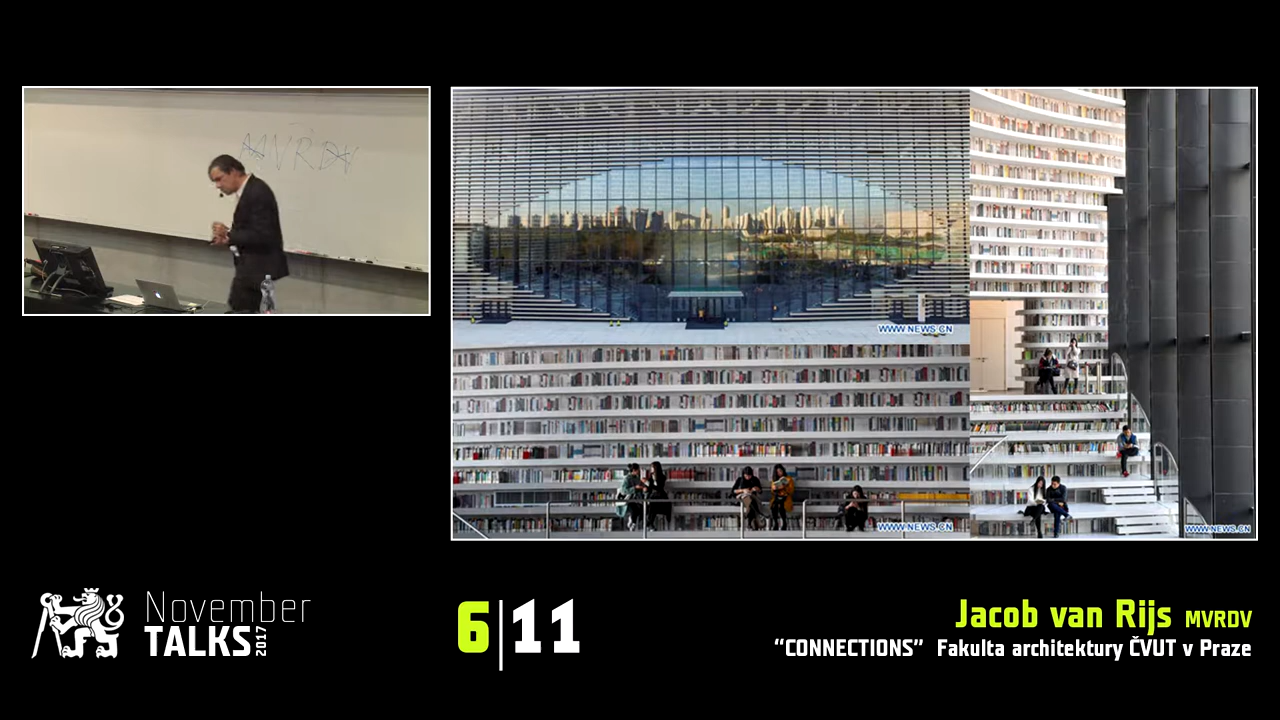 MVRDV
WWW.NEWS.CN
WWW.NEWS.CN
WWW.NEWS.CN
November
TALKS 2017
6|11
Jacob van Rijs MVRDV
“CONNECTIONS” Fakulta architektury ČVUT v Praze